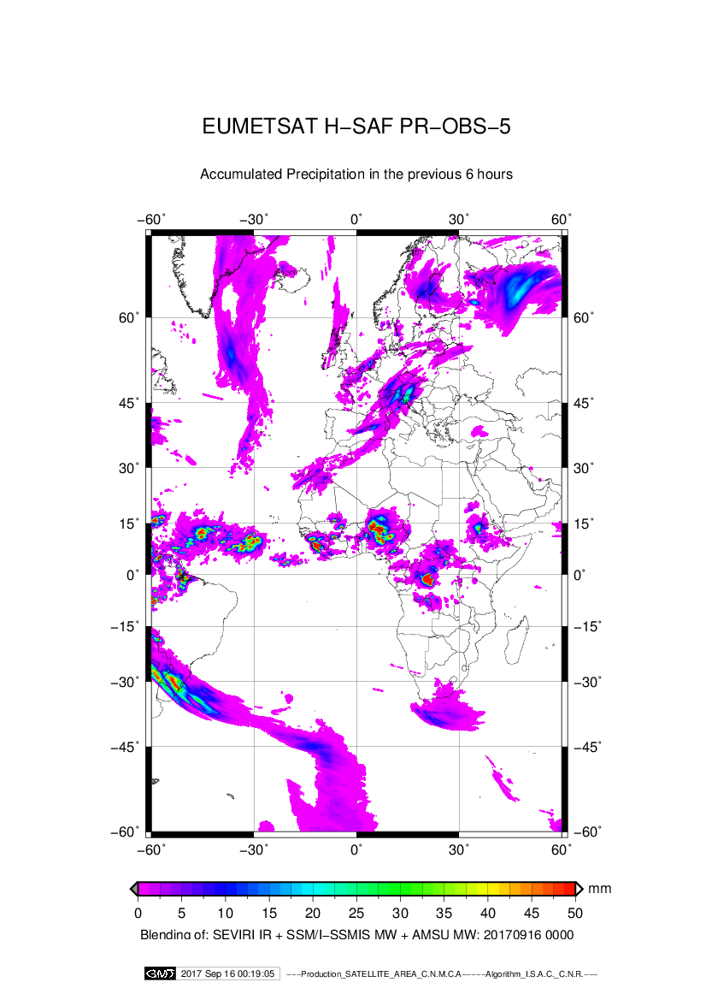 EUMETSAT H−SAF PR−OBS−5
Accumulated Precipitation in the previous 6 hours
−60˚ −30˚ 0˚ 30˚ 60˚
60˚ 60˚
45˚ 45˚
30˚ 30˚
15˚ 15˚
0˚ 0˚
−15˚ −15˚
−30˚ −30˚
−45˚ −45˚
−60˚ −60˚
−60˚ −30˚ 0˚ 30˚ 60˚
mm
0 5 10 15 20 25 30 35 40 45 50
Blending of: SEVIRI IR + SSM/I−SSMIS MW + AMSU MW: 20170916 0000
GMT 2017 Sep 16 00:19:05 −−−Production_SATELLITE_AREA_C.N.M.C.A−−−−−Algorithm_I.S.A.C._C.N.R.−−−